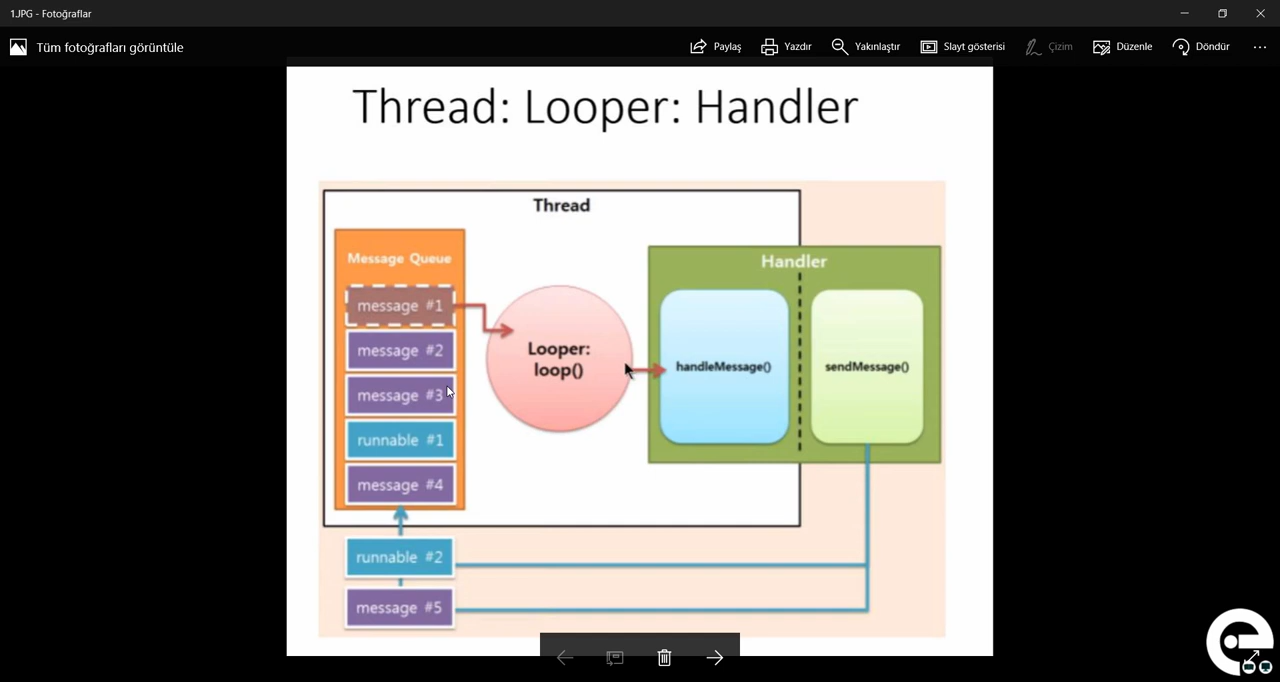 1.JPG - Fotoğraflar
Tüm fotoğrafları görüntüle
Paylaş
Yazdır
Yakınlaştır
Slayt gösterisi
Çizim
Düzenle
Döndür
Thread: Looper: Handler
Thread
Message Queue
Handler
message #1
message #2
message #3
runnable #1
message #4
Looper:
loop()
handleMessage()
sendMessage()
runnable #2
message #5